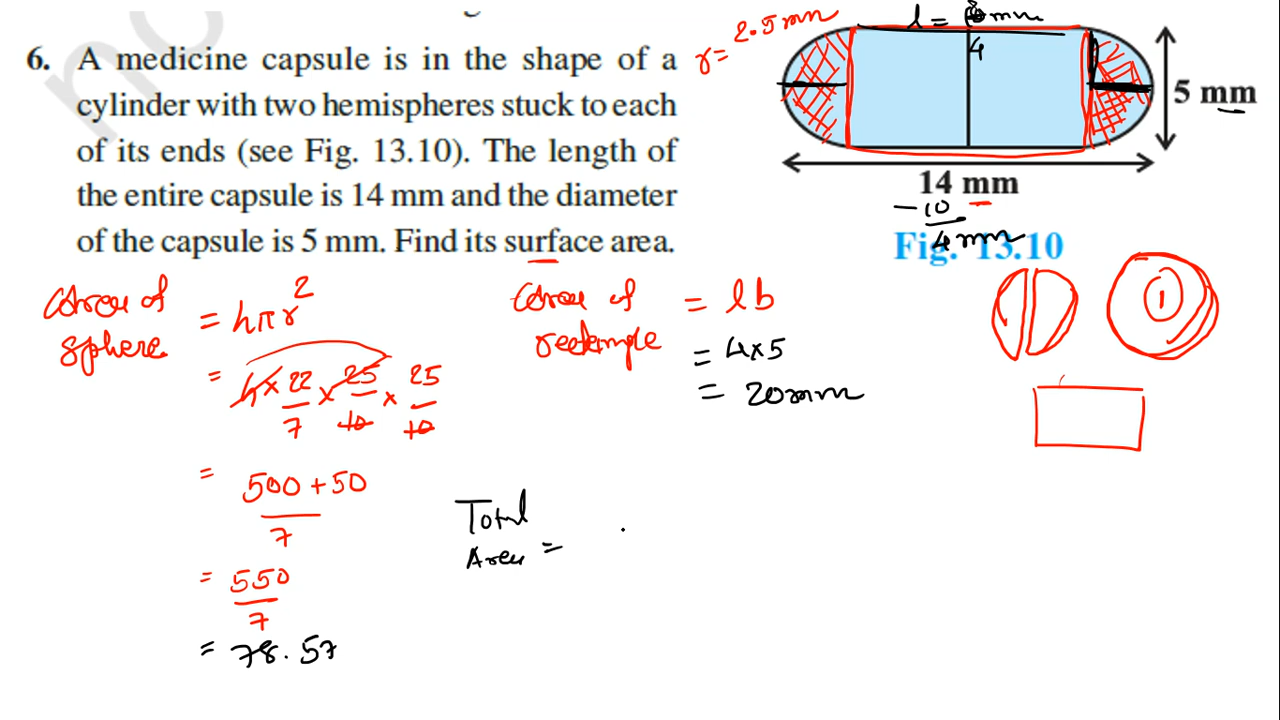 6. A medicine capsule is in the shape of a
cylinder with two hemispheres stuck to each
of its ends (see Fig. 13.10). The length of
the entire capsule is 14 mm and the diameter
of the capsule is 5 mm. Find its surface area.
r = 2.5 mm
l = mm
4
5 mm
14 mm
- 10
4 mm
Fig. 13.10
Area of sphere = 4πr²
= 4 × 22/7 × 25/10 × 25/10
= 500 + 50 / 7
= 550 / 7
= 78.57
Area of rectangle = lb
= 4×5
= 20mm
Total Area =
1